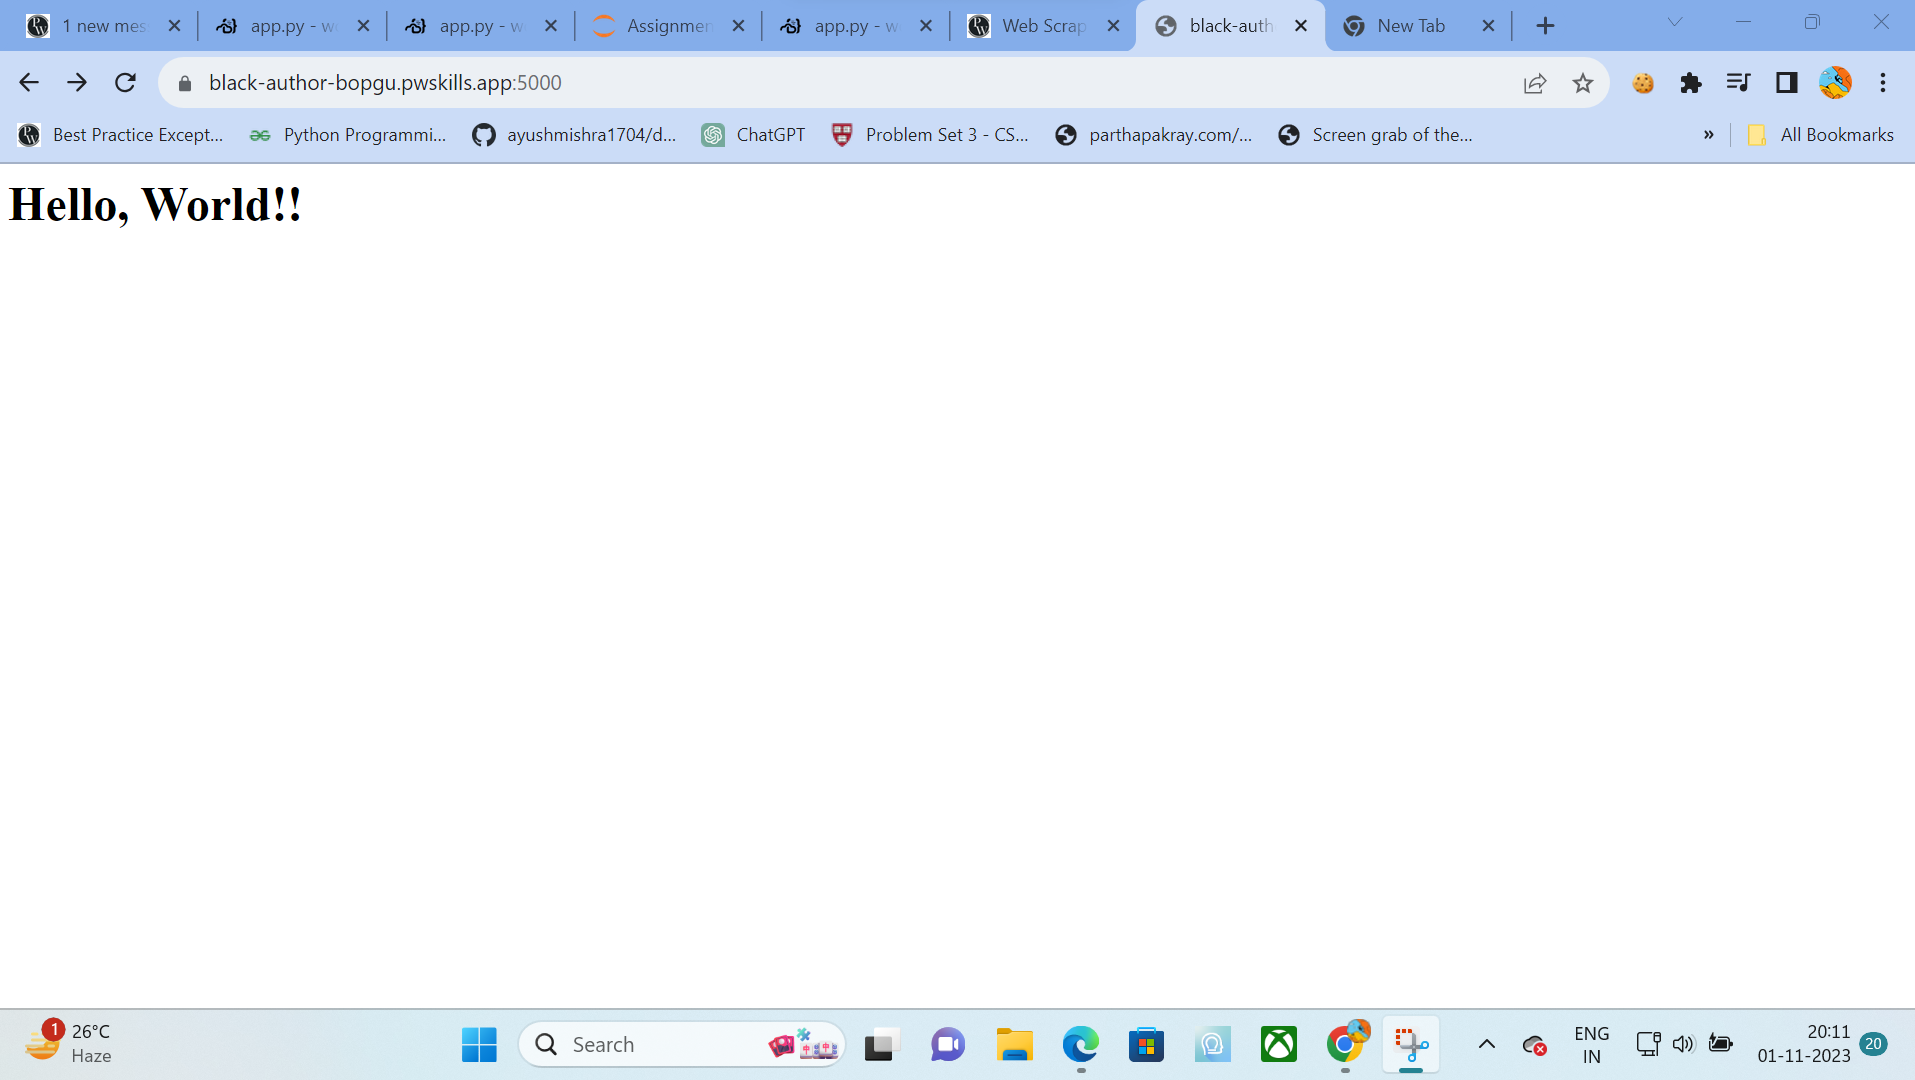 1 new mes
app.py - w
app.py - w
Assignmen
app.py - w
Web Scrap
black-auth
New Tab
black-author-bopgu.pwskills.app:5000
Best Practice Except...
Python Programmi...
ayushmishra1704/d...
ChatGPT
Problem Set 3 - CS...
parthapakray.com/...
Screen grab of the...
»
All Bookmarks
Hello, World!!
1
26°C
Haze
Search
ENG
IN
20:11
01-11-2023
20